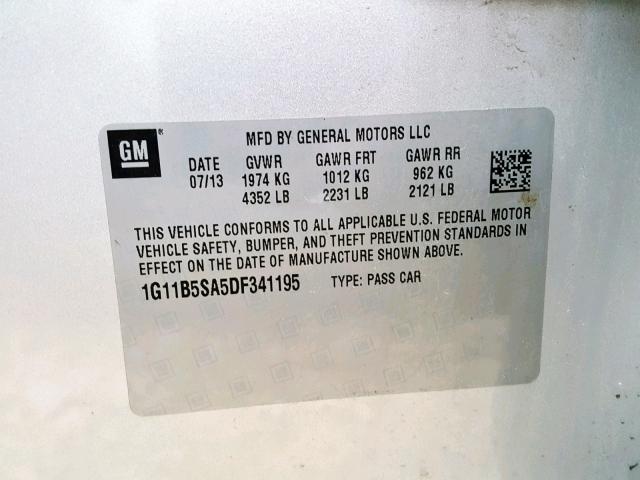 GM®
MFD BY GENERAL MOTORS LLC
DATE GVWR GAWR FRT GAWR RR
07/13 1974 KG 1012 KG 962 KG
4352 LB 2231 LB 2121 LB
THIS VEHICLE CONFORMS TO ALL APPLICABLE U.S. FEDERAL MOTOR
VEHICLE SAFETY, BUMPER, AND THEFT PREVENTION STANDARDS IN
EFFECT ON THE DATE OF MANUFACTURE SHOWN ABOVE.
1G11B5SA5DF341195 TYPE: PASS CAR